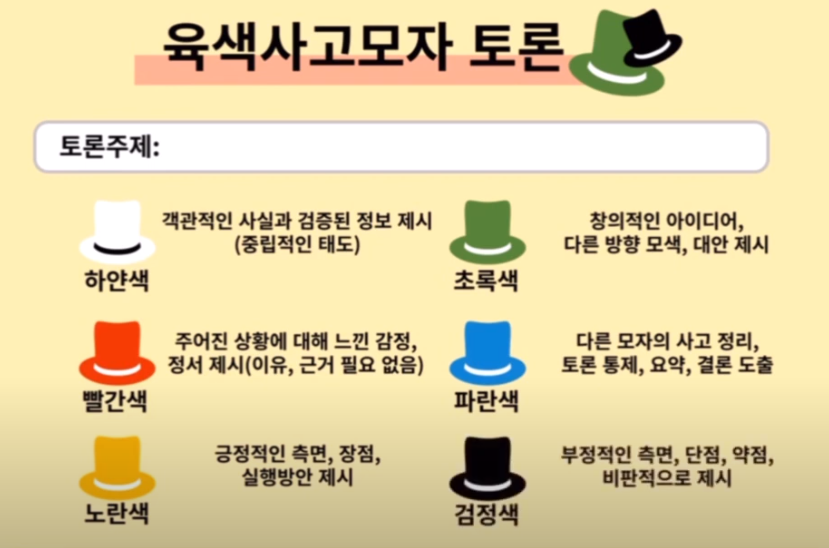 육색사고모자 토론
토론주제:
객관적인 사실과 검증된 정보 제시
(중립적인 태도)
하얀색
창의적인 아이디어,
다른 방향 모색, 대안 제시
초록색
주어진 상황에 대해 느낀 감정,
정서 제시(이유, 근거 필요 없음)
빨간색
다른 모자의 사고 정리,
토론 통제, 요약, 결론 도출
파란색
긍정적인 측면, 장점,
실행방안 제시
노란색
부정적인 측면, 단점, 약점,
비판적으로 제시
검정색